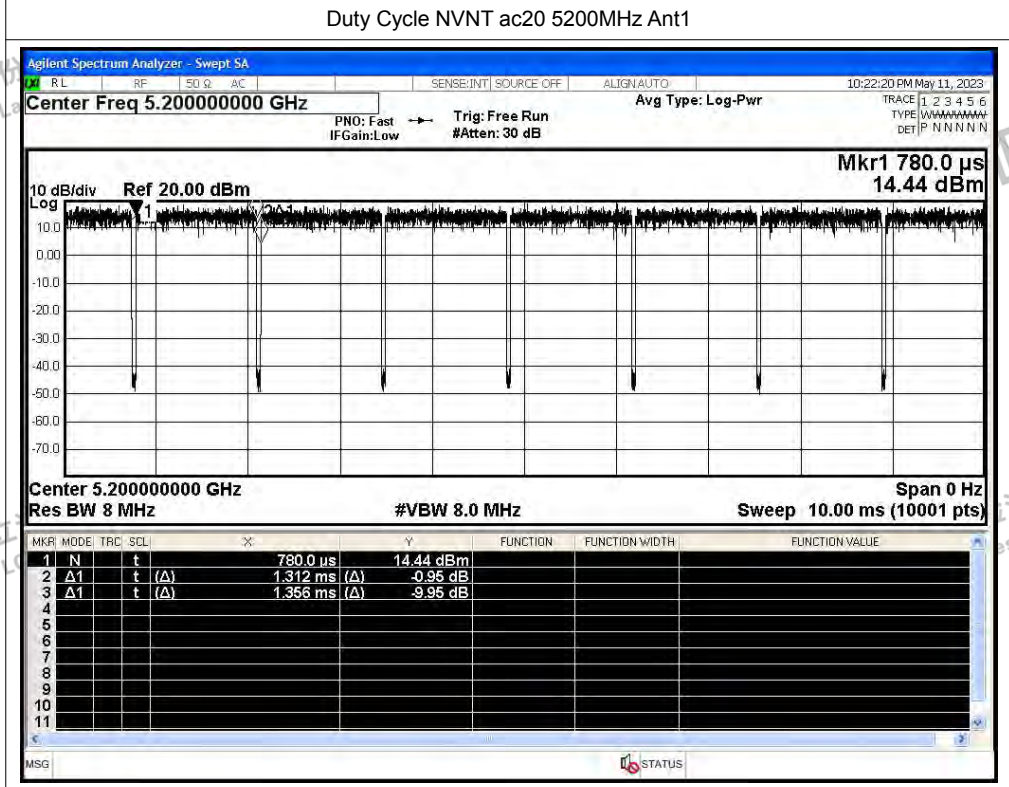 Duty Cycle NVNT ac20 5200MHz Ant1
Agilent Spectrum Analyzer - Swept SA
RL RF 50 Ω AC SENSE:INT SOURCE OFF ALIGN AUTO 10:22:20 PM May 11, 2023
Center Freq 5.200000000 GHz Avg Type: Log-Pwr TRACE 1 2 3 4 5 6
PNO: Fast Trig: Free Run TYPE
IFGain:Low #Atten: 30 dB DET P N N N N N
Mkr1 780.0 µs
10 dB/div Ref 20.00 dBm 14.44 dBm
Log
1 2Δ1
10.0
0.00
-10.0
-20.0
-30.0
-40.0
-50.0
-60.0
-70.0
Center 5.200000000 GHz Span 0 Hz
Res BW 8 MHz #VBW 8.0 MHz Sweep 10.00 ms (10001 pts)
MKR MODE TRC SCL X Y FUNCTION FUNCTION WIDTH FUNCTION VALUE
1 N t 780.0 µs 14.44 dBm
2 Δ1 t (Δ) 1.312 ms (Δ) -0.95 dB
3 Δ1 t (Δ) 1.356 ms (Δ) -9.95 dB
4
5
6
7
8
9
10
11
MSG STATUS